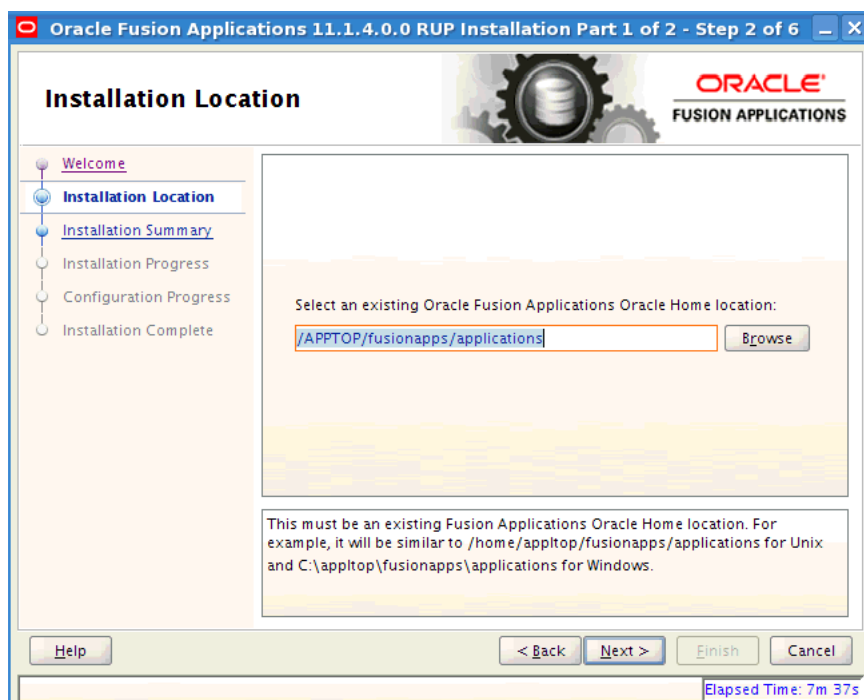 Oracle Fusion Applications 11.1.4.0.0 RUP Installation Part 1 of 2 - Step 2 of 6
Installation Location
ORACLE
FUSION APPLICATIONS
Welcome
Installation Location
Installation Summary
Installation Progress
Configuration Progress
Installation Complete
Select an existing Oracle Fusion Applications Oracle Home location:
/APPTOP/fusionapps/applications
Browse
This must be an existing Fusion Applications Oracle Home location. For
example, it will be similar to /home/appltop/fusionapps/applications for Unix
and C:\appltop\fusionapps\applications for Windows.
Help
< Back
Next >
Finish
Cancel
Elapsed Time: 7m 37s